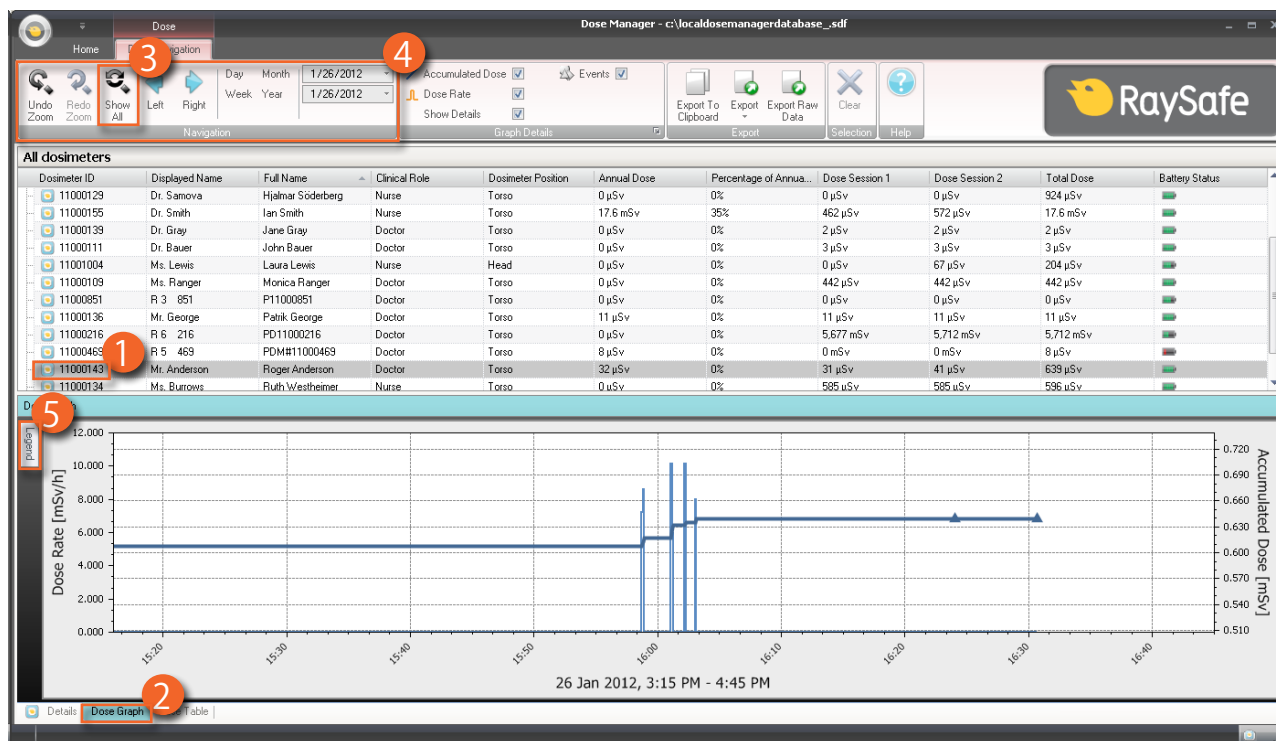 Dose
Dose Manager - c:\localdosemanagerdatabase_.sdf
Home
igation
3
4
Undo Zoom
Redo Zoom
Show All
Left
Right
Day Month 1/26/2012
Week Year 1/26/2012
Navigation
Accumulated Dose
Dose Rate
Show Details
Events
Graph Details
Export To Clipboard
Export
Export Raw Data
Export
Clear
Selection
Help
RaySafe
All dosimeters
Dosimeter ID Displayed Name Full Name Clinical Role Dosimeter Position Annual Dose Percentage of Annua... Dose Session 1 Dose Session 2 Total Dose Battery Status
11000129 Dr. Samova Hjalmar Söderberg Nurse Torso 0 µSv 0% 0 µSv 0 µSv 924 µSv
11000155 Dr. Smith Ian Smith Nurse Torso 17.6 mSv 35% 462 µSv 572 µSv 17.6 mSv
11000139 Dr. Gray Jane Gray Doctor Torso 0 µSv 0% 2 µSv 2 µSv 2 µSv
11000111 Dr. Bauer John Bauer Doctor Torso 0 µSv 0% 3 µSv 3 µSv 3 µSv
11001004 Ms. Lewis Laura Lewis Nurse Head 0 µSv 0% 0 µSv 67 µSv 204 µSv
11000109 Ms. Ranger Monica Ranger Doctor Torso 0 µSv 0% 442 µSv 442 µSv 442 µSv
11000851 R 3 851 P11000851 Doctor Torso 0 µSv 0% 0 µSv 0 µSv 0 µSv
11000136 Mr. George Patrik George Doctor Torso 11 µSv 0% 11 µSv 11 µSv 11 µSv
11000216 R 6 216 PD11000216 Doctor Torso 0 µSv 0% 5,677 mSv 5,712 mSv 5,712 mSv
11000469 R 5 469 PDM#11000469 Doctor Torso 8 µSv 0% 0 mSv 0 mSv 8 µSv
1
11000143 Mr. Anderson Roger Anderson Doctor Torso 32 µSv 0% 31 µSv 41 µSv 639 µSv
11000134 Ms. Burrows Ruth Westheimer Nurse Torso 0 µSv 0% 585 µSv 585 µSv 596 µSv
5
Legend
Dose Rate [mSv/h]
12.000
10.000
8.000
6.000
4.000
2.000
0.000
0.720
0.690
0.660
0.630
0.600
0.570
0.540
0.510
Accumulated Dose [mSv]
15:20 15:30 15:40 15:50 16:00 16:10 16:20 16:30 16:40
26 Jan 2012, 3:15 PM - 4:45 PM
2
Details Dose Graph Table